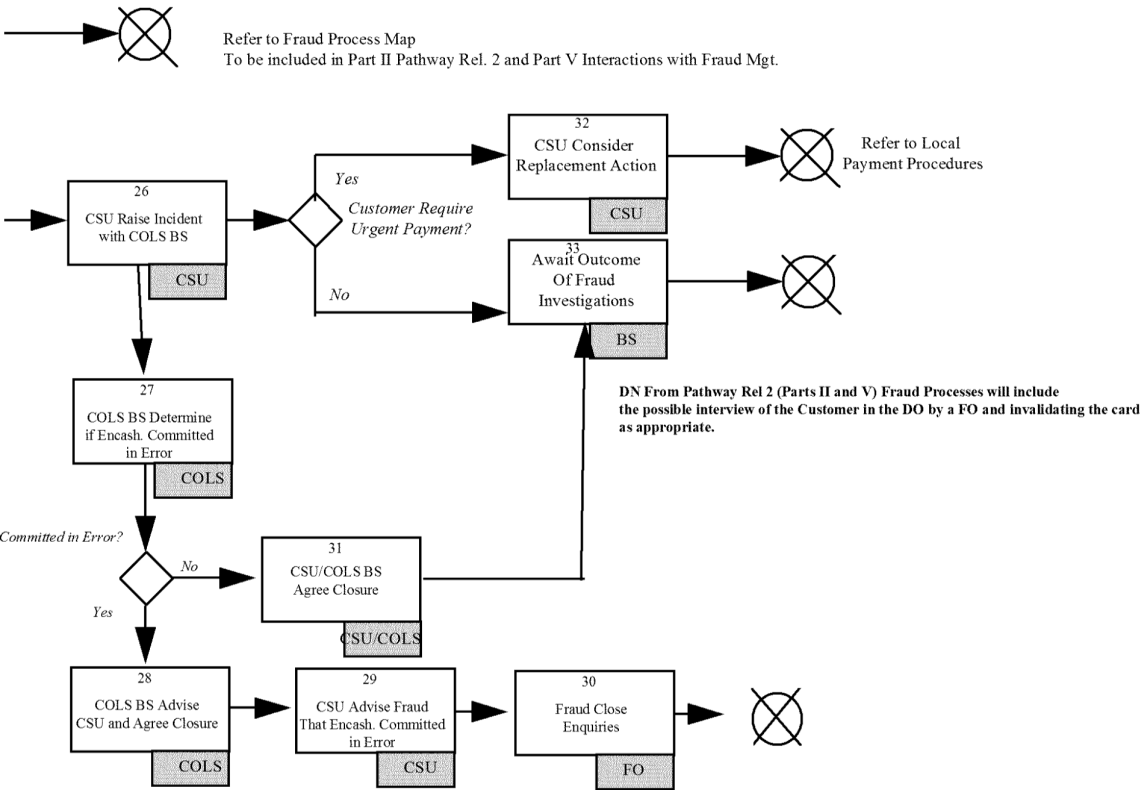 Refer to Fraud Process Map
To be included in Part II Pathway Rel. 2 and Part V Interactions with Fraud Mgt.
32
CSU Consider
Replacement Action
CSU
Refer to Local
Payment Procedures
26
CSU Raise Incident
with COLS BS
CSU
Yes
Customer Require
Urgent Payment?
No
33
Await Outcome
Of Fraud
Investigations
BS
27
COLS BS Determine
if Encash. Committed
in Error
COLS
DN From Pathway Rel 2 (Parts II and V) Fraud Processes will include
the possible interview of the Customer in the DO by a FO and invalidating the card
as appropriate.
Committed in Error?
No
Yes
31
CSU/COLS BS
Agree Closure
CSU/COLS
28
COLS BS Advise
CSU and Agree Closure
COLS
29
CSU Advise Fraud
That Encash. Committed
in Error
CSU
30
Fraud Close
Enquiries
FO